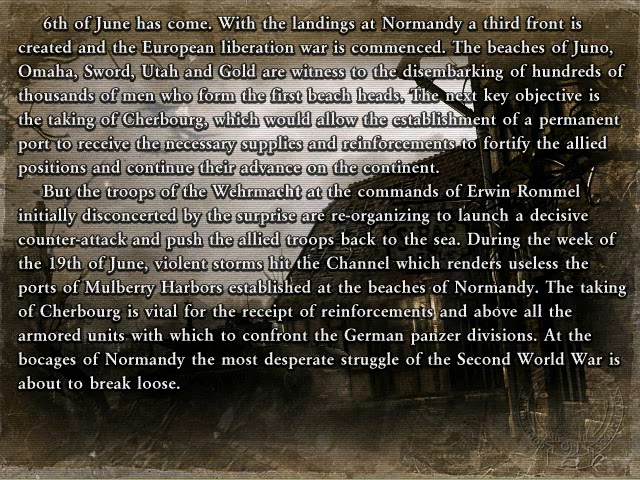 6th of June has come. With the landings at Normandy a third front is
created and the European liberation war is commenced. The beaches of Juno,
Omaha, Sword, Utah and Gold are witness to the disembarking of hundreds of
thousands of men who form the first beach heads. The next key objective is
the taking of Cherbourg, which would allow the establishment of a permanent
port to receive the necessary supplies and reinforcements to fortify the allied
positions and continue their advance on the continent.
But the troops of the Wehrmacht at the commands of Erwin Rommel
initially disconcerted by the surprise are re-organizing to launch a decisive
counter-attack and push the allied troops back to the sea. During the week of
the 19th of June, violent storms hit the Channel which renders useless the
ports of Mulberry Harbors established at the beaches of Normandy. The taking
of Cherbourg is vital for the receipt of reinforcements and above all the
armored units with which to confront the German panzer divisions. At the
bocages of Normandy the most desperate struggle of the Second World War is
about to break loose.